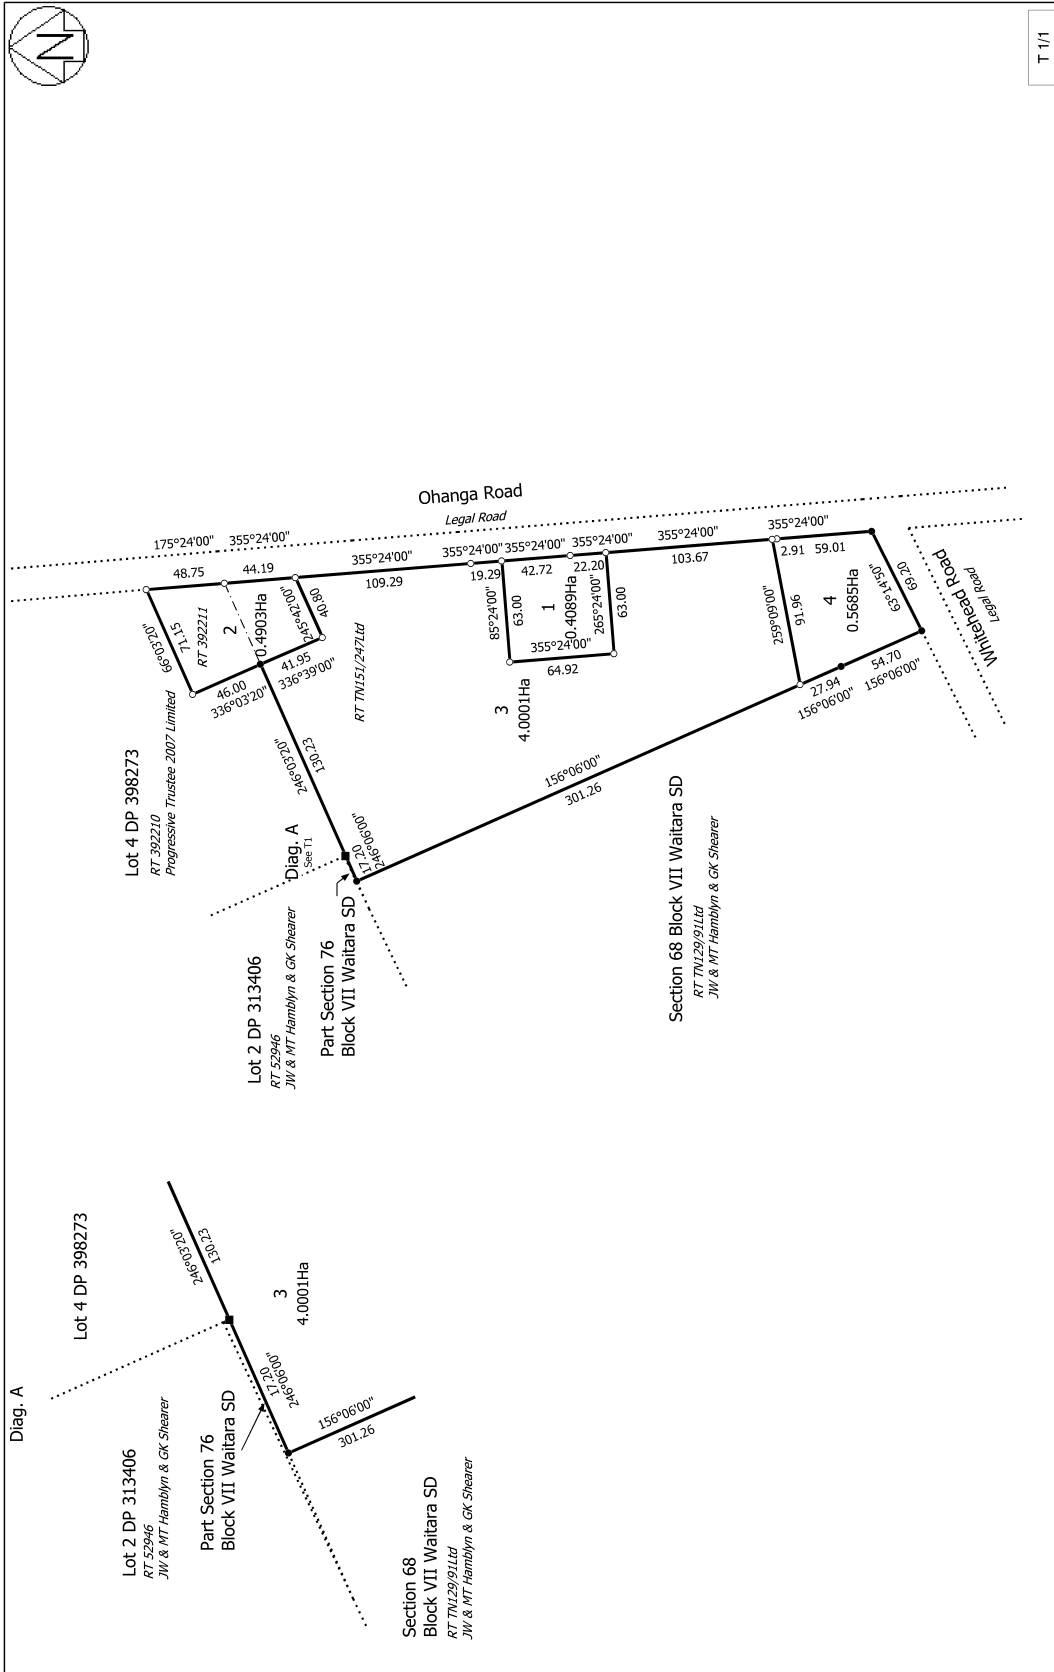 N
T 1/1
Ohanga Road
Legal Road
175°24'00"
355°24'00"
48.75
44.19
66°03'20"
71.15
RT 392211
2
0.4903Ha
245°42'00"
40.80
46.00
336°03'20"
41.95
336°39'00"
355°24'00"
109.29
355°24'00"
19.29
355°24'00"
42.72
355°24'00"
22.20
85°24'00"
63.00
1
0.4089Ha
265°24'00"
63.00
355°24'00"
64.92
355°24'00"
103.67
355°24'00"
2.91
59.01
259°09'00"
91.96
4
0.5685Ha
63°14'50"
69.20
Whitehead Road
Legal Road
27.94
156°06'00"
54.70
156°06'00"
RT TN151/247Ltd
3
4.0001Ha
246°03'20"
130.23
156°06'00"
301.26
17.20
246°06'00"
Diag. A
See T1
Lot 4 DP 398273
RT 392210
Progressive Trustee 2007 Limited
Lot 2 DP 313406
RT 52946
JW & MT Hamblyn & GK Shearer
Part Section 76
Block VII Waitara SD
Section 68 Block VII Waitara SD
RT TN129/91Ltd
JW & MT Hamblyn & GK Shearer
Diag. A
Lot 4 DP 398273
246°03'20"
130.23
3
4.0001Ha
17.20
246°06'00"
156°06'00"
301.26
Lot 2 DP 313406
RT 52946
JW & MT Hamblyn & GK Shearer
Part Section 76
Block VII Waitara SD
Section 68
Block VII Waitara SD
RT TN129/91Ltd
JW & MT Hamblyn & GK Shearer